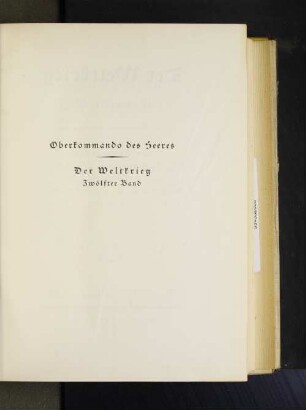 Oberkommando des Heeres
Der Weltkrieg
Zwölfter Band